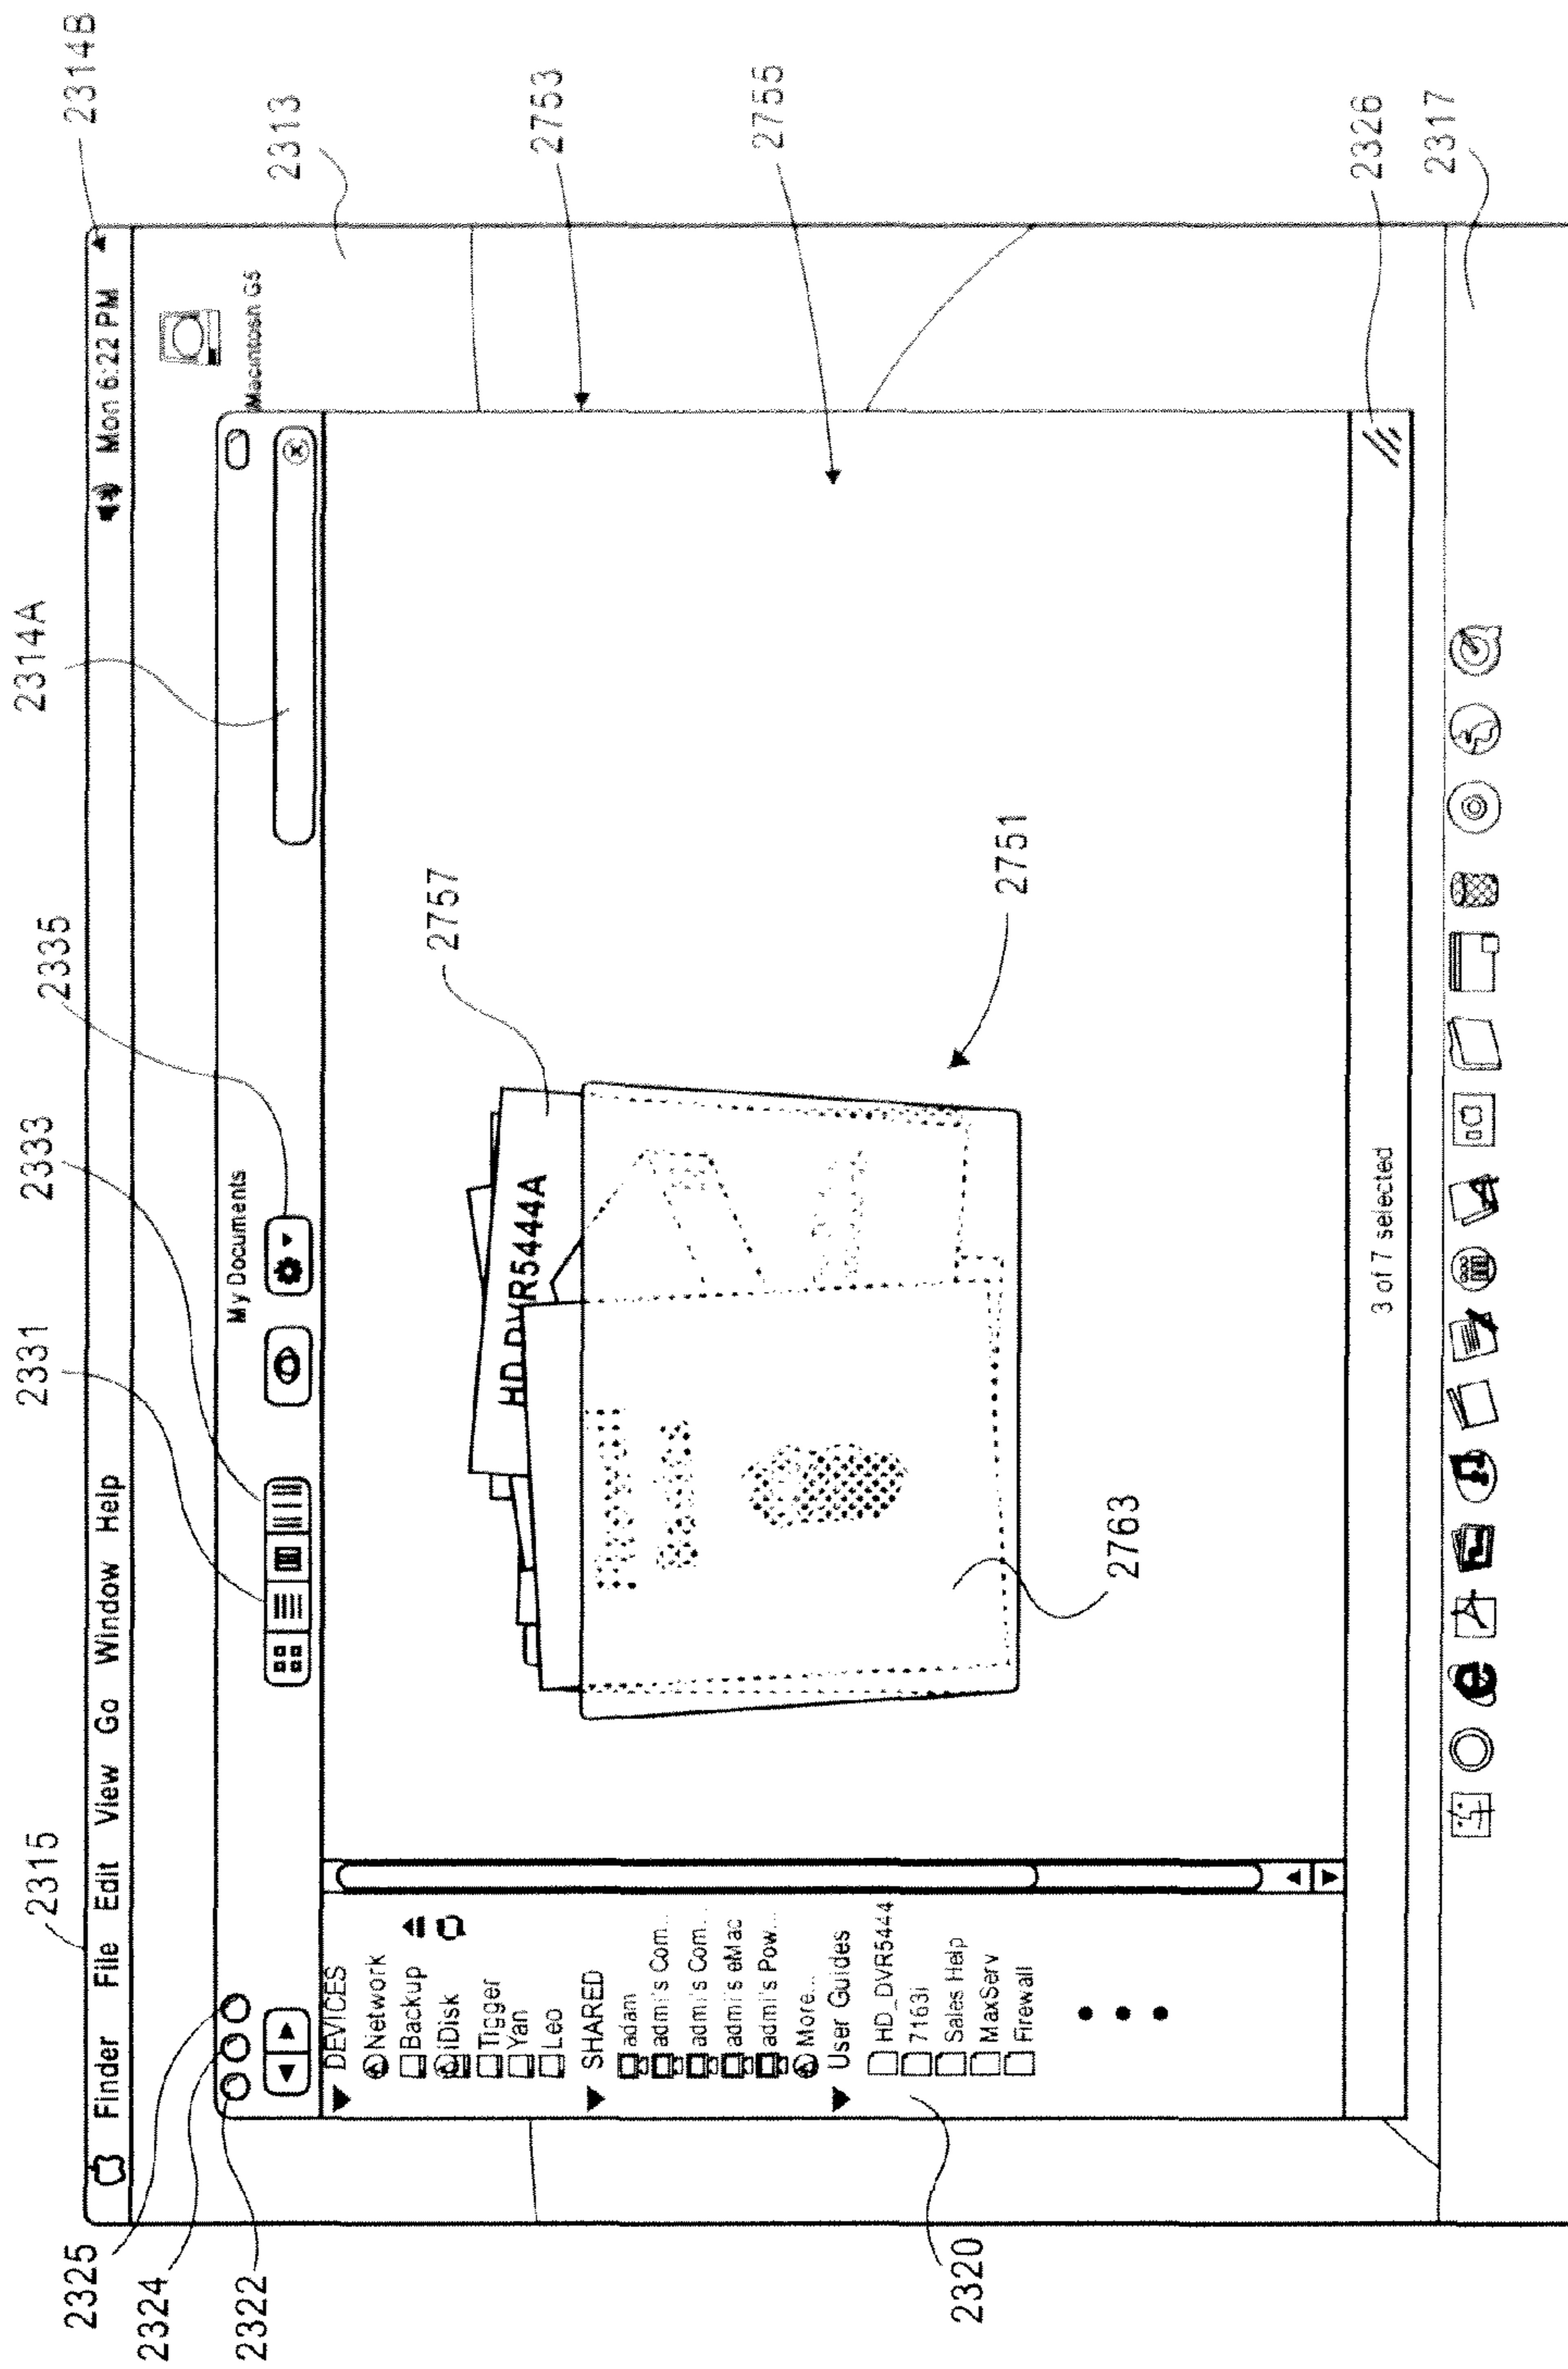 2314A
2314B
2315
2331
2333
2335
Finder File Edit View Go Window Help Mon 6:22 PM
2325
2324
2322
My Documents
Macintosh G5
2313
DEVICES
Network
Backup
iDisk
Tigger
Yan
Leo
SHARED
adam
admi's Com...
admi's Com...
admi's eMac
admi's Pow...
More...
User Guides
HD_DVR5444
7163i
Sales Help
MaxServ
Firewall
2320
2757
HD_DVR5444A
2753
2755
2751
2763
3 of 7 selected
2326
2317